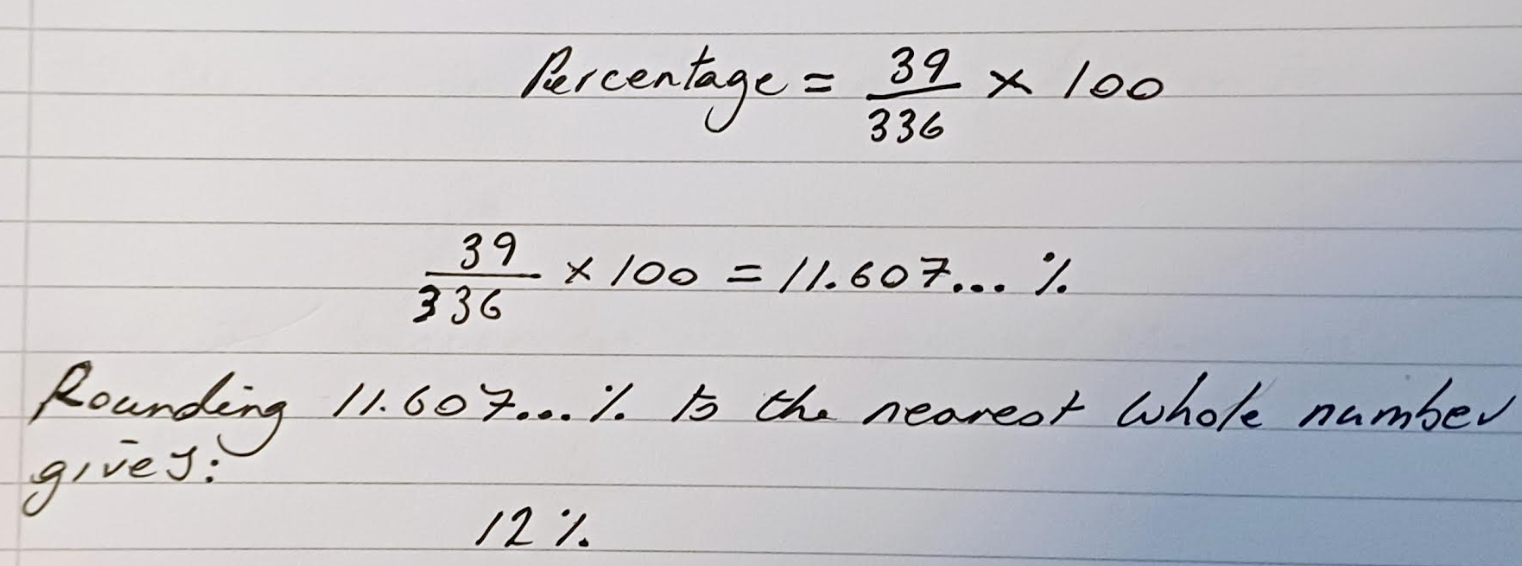 Percentage = 39/336 × 100
39/336 × 100 = 11.607... %
Rounding 11.607... % to the nearest whole number
gives:
12 %